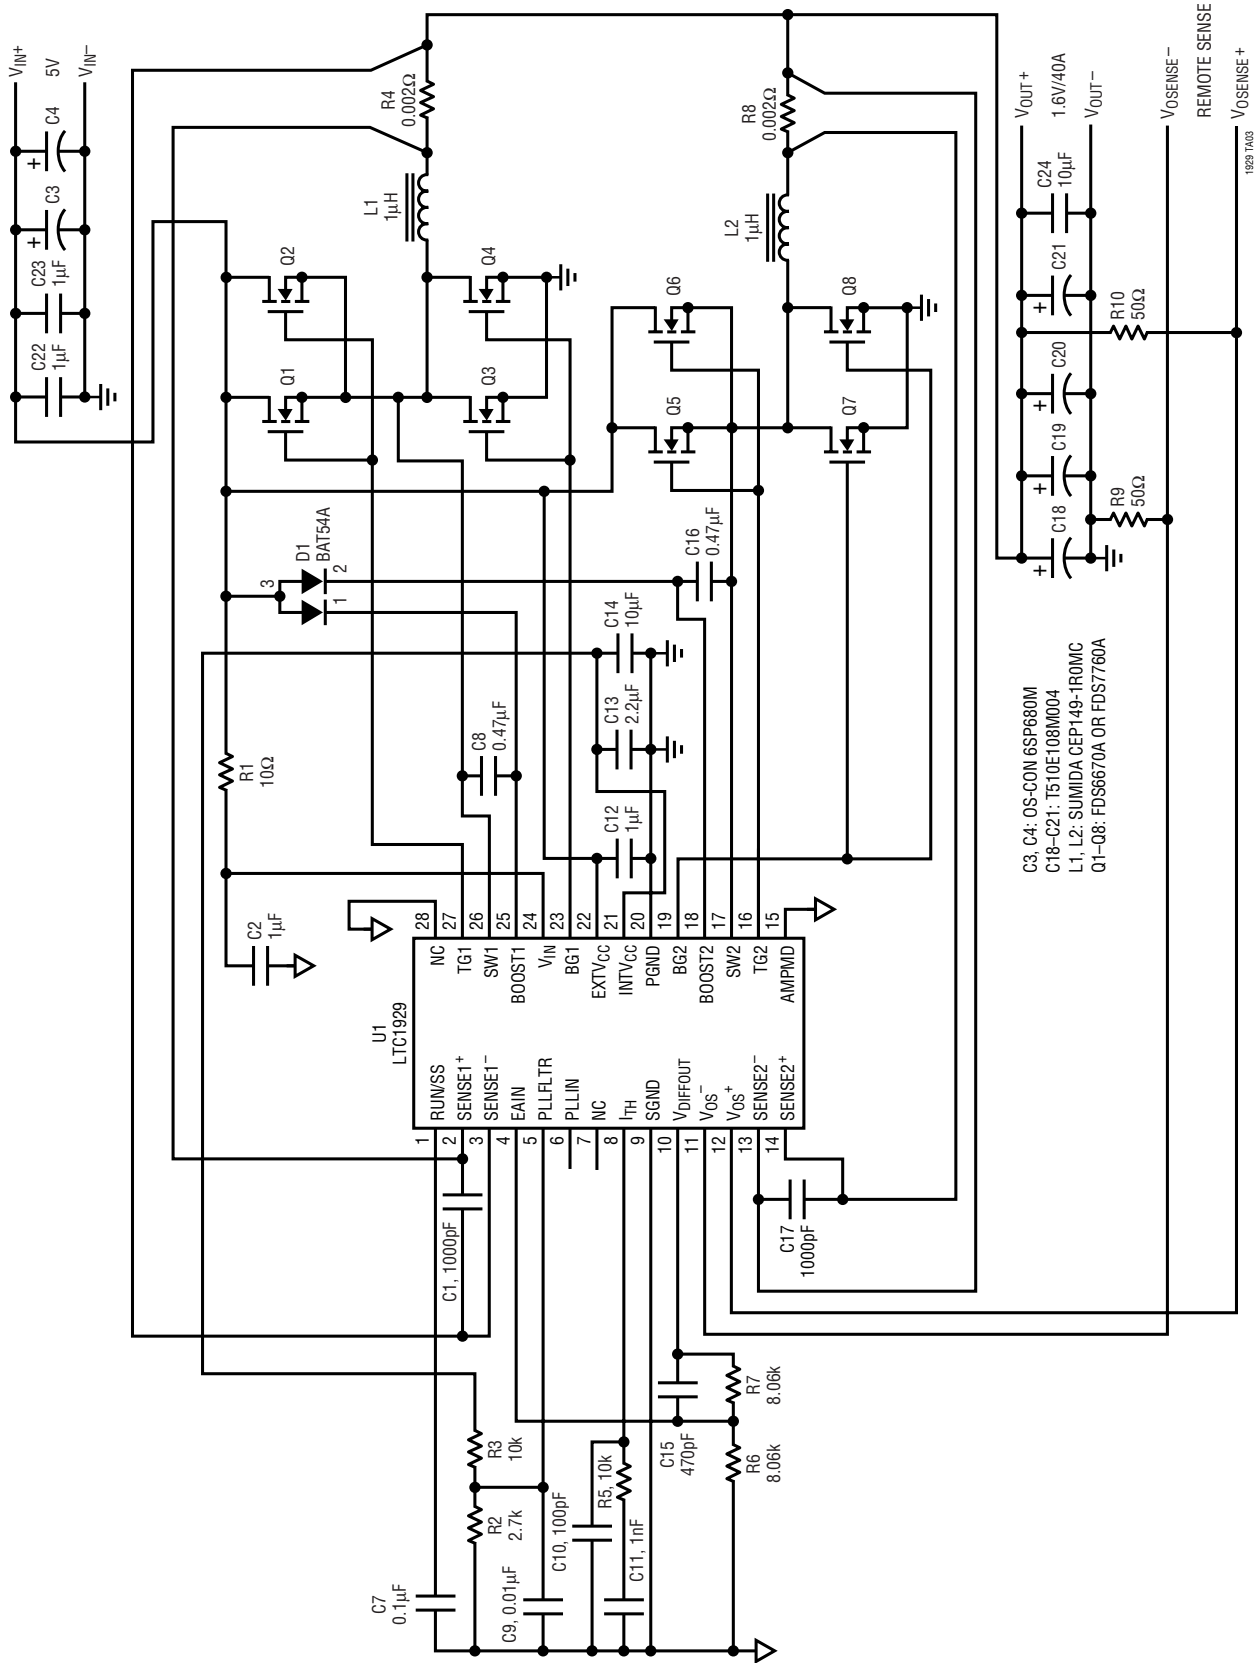 VIN+
5V
VIN–
C4
+
C3
+
C23
1µF
C22
1µF
R4
0.002Ω
L1
1µH
Q2
Q4
Q1
Q3
R8
0.002Ω
L2
1µH
Q6
Q8
Q5
Q7
D1
BAT54A
3
2
1
C16
0.47µF
C14
10µF
C13
2.2µF
C12
1µF
C8
0.47µF
R1
10Ω
C2
1µF
VOUT+
1.6V/40A
VOUT–
VOSENSE–
REMOTE SENSE
VOSENSE+
1929 TA03
C24
10µF
C21
+
R10
50Ω
C20
+
C19
+
R9
50Ω
C18
+
C3, C4: OS-CON 6SP680M
C18–C21: T510E108M004
L1, L2: SUMIDA CEP149-1R0MC
Q1–Q8: FDS6670A OR FDS7760A
U1
LTC1929
1 RUN/SS
2 SENSE1+
3 SENSE1–
4 EAIN
5 PLLFLTR
6 PLLIN
7 NC
8 ITH
9 SGND
10 VDIFFOUT
11 VOS–
12 VOS+
13 SENSE2–
14 SENSE2+
NC 28
TG1 27
SW1 26
BOOST1 25
VIN 24
BG1 23
EXTVCC 22
INTVCC 21
PGND 20
BG2 19
BOOST2 18
SW2 17
TG2 16
AMPMD 15
C1, 1000pF
C17
1000pF
R3
10k
R2
2.7k
C7
0.1µF
C9, 0.01µF
C10, 100pF
R5, 10k
C11, 1nF
C15
470pF
R7
8.06k
R6
8.06k